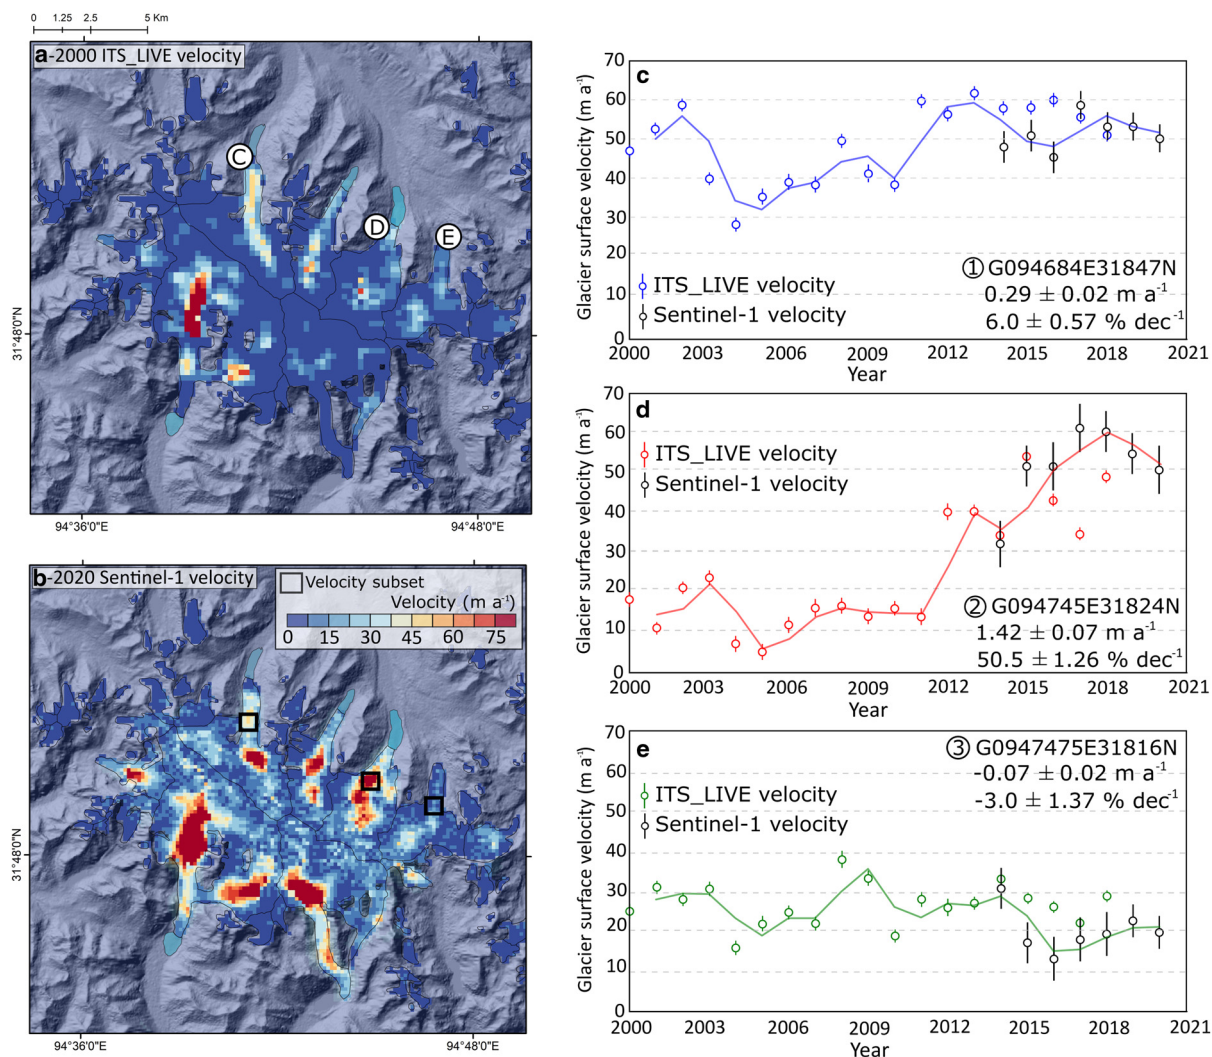 0 1.25 2.5 5 Km
a-2000 ITS_LIVE velocity
C
D
E
31°48'0"N
94°36'0"E 94°48'0"E
b-2020 Sentinel-1 velocity
Velocity subset
Velocity (m a⁻¹)
0 15 30 45 60 75
31°48'0"N
94°36'0"E 94°48'0"E
c
Glacier surface velocity (m a⁻¹)
70
60
50
40
30
20
10
0
ITS_LIVE velocity
Sentinel-1 velocity
① G094684E31847N
0.29 ± 0.02 m a⁻¹
6.0 ± 0.57 % dec⁻¹
2000 2003 2006 2009 2012 2015 2018 2021
Year
d
Glacier surface velocity (m a⁻¹)
70
60
50
40
30
20
10
0
ITS_LIVE velocity
Sentinel-1 velocity
② G094745E31824N
1.42 ± 0.07 m a⁻¹
50.5 ± 1.26 % dec⁻¹
2000 2003 2006 2009 2012 2015 2018 2021
Year
e
Glacier surface velocity (m a⁻¹)
70
60
50
40
30
20
10
0
③ G0947475E31816N
-0.07 ± 0.02 m a⁻¹
-3.0 ± 1.37 % dec⁻¹
ITS_LIVE velocity
Sentinel-1 velocity
2000 2003 2006 2009 2012 2015 2018 2021
Year